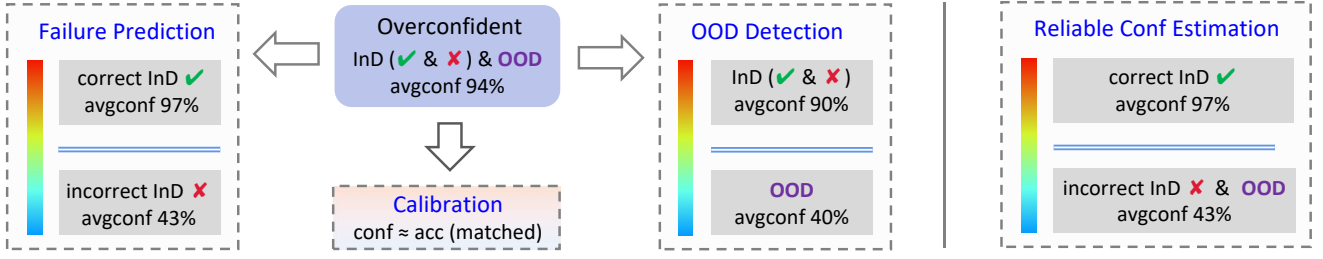 Failure Prediction
correct InD ✔
avgconf 97%
incorrect InD ✘
avgconf 43%
Overconfident
InD (✔ & ✘) & OOD
avgconf 94%
Calibration
conf ≈ acc (matched)
OOD Detection
InD (✔ & ✘)
avgconf 90%
OOD
avgconf 40%
Reliable Conf Estimation
correct InD ✔
avgconf 97%
incorrect InD ✘ & OOD
avgconf 43%